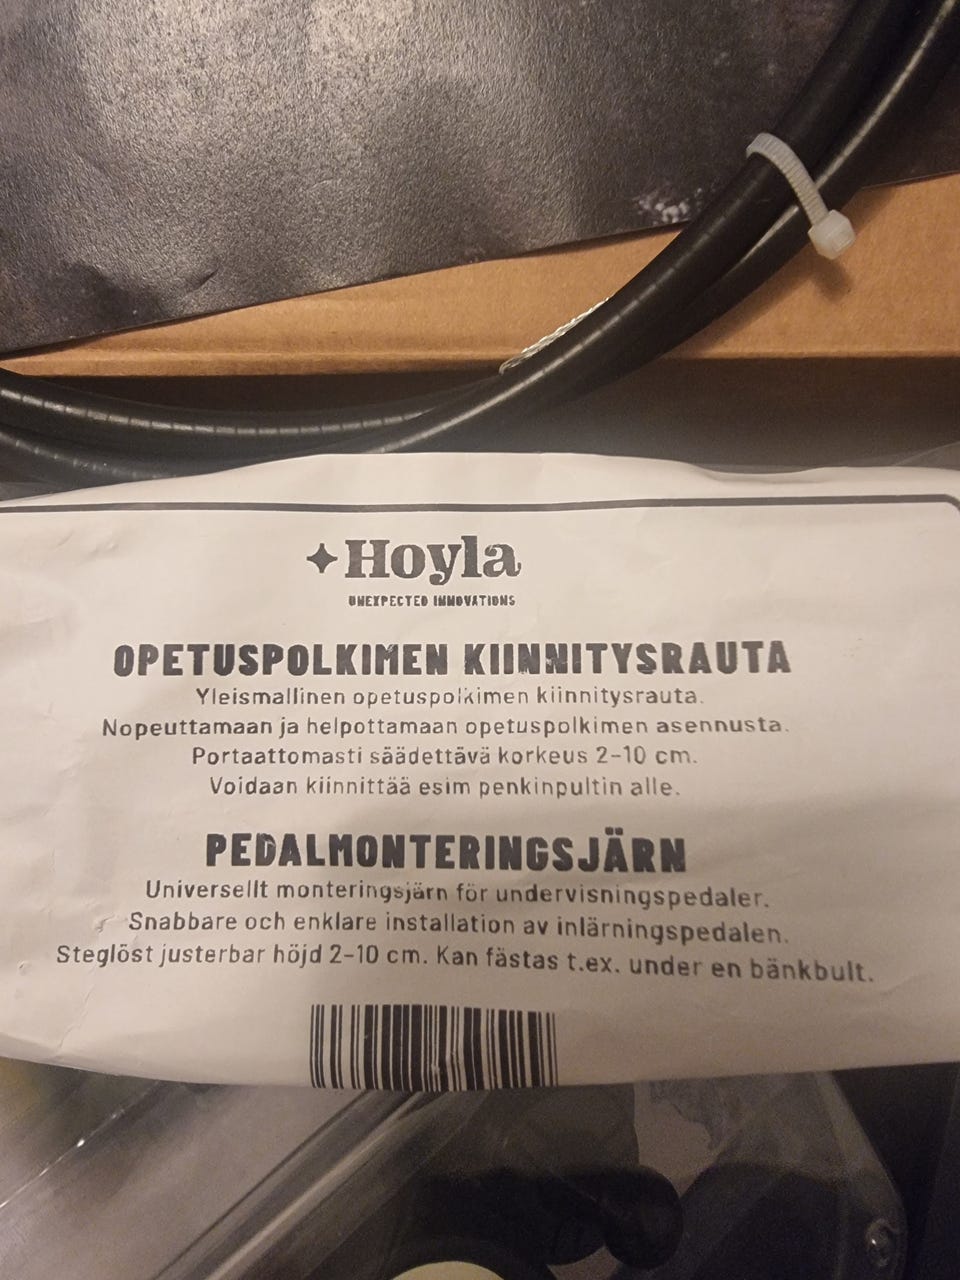 Hoyla
UNEXPECTED INNOVATIONS
OPETUSPOLKIMEN KIINNITYSRAUTA
Yleismallinen opetuspolkimen kiinnitysrauta.
Nopeuttamaan ja helpottamaan opetuspolkimen asennusta.
Portaattomasti säädettävä korkeus 2-10 cm.
Voidaan kiinnittää esim penkinpultin alle.
PEDALMONTERINGSJÄRN
Universellt monteringsjärn för undervisningspedaler.
Snabbare och enklare installation av inlärningspedalen.
Steglöst justerbar höjd 2-10 cm. Kan fästas t.ex. under en bänkbult.